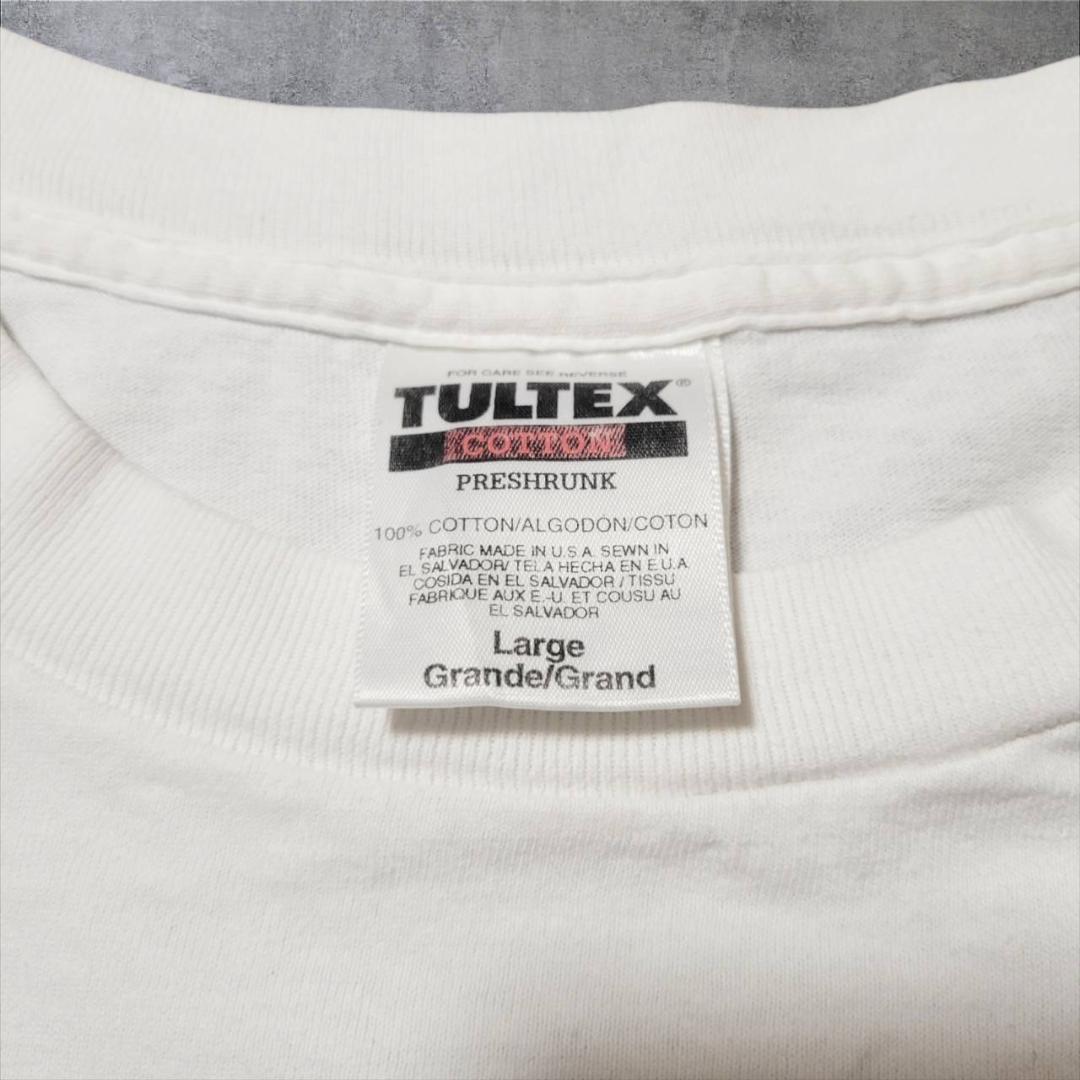 FOR CARE SEE REVERSE
TULTEX®
COTTON
PRESHRUNK
100% COTTON/ALGODÓN/COTON
FABRIC MADE IN U.S.A. SEWN IN
EL SALVADOR/ TELA HECHA EN E.U.A.
COSIDA EN EL SALVADOR / TISSU
FABRIQUE AUX E.-U. ET COUSU AU
EL SALVADOR
Large
Grande/Grand